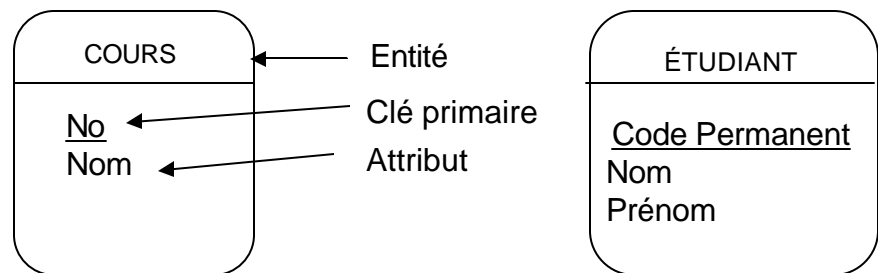 COURS
Entité
ÉTUDIANT
No
Clé primaire
Nom
Attribut
Code Permanent
Nom
Prénom